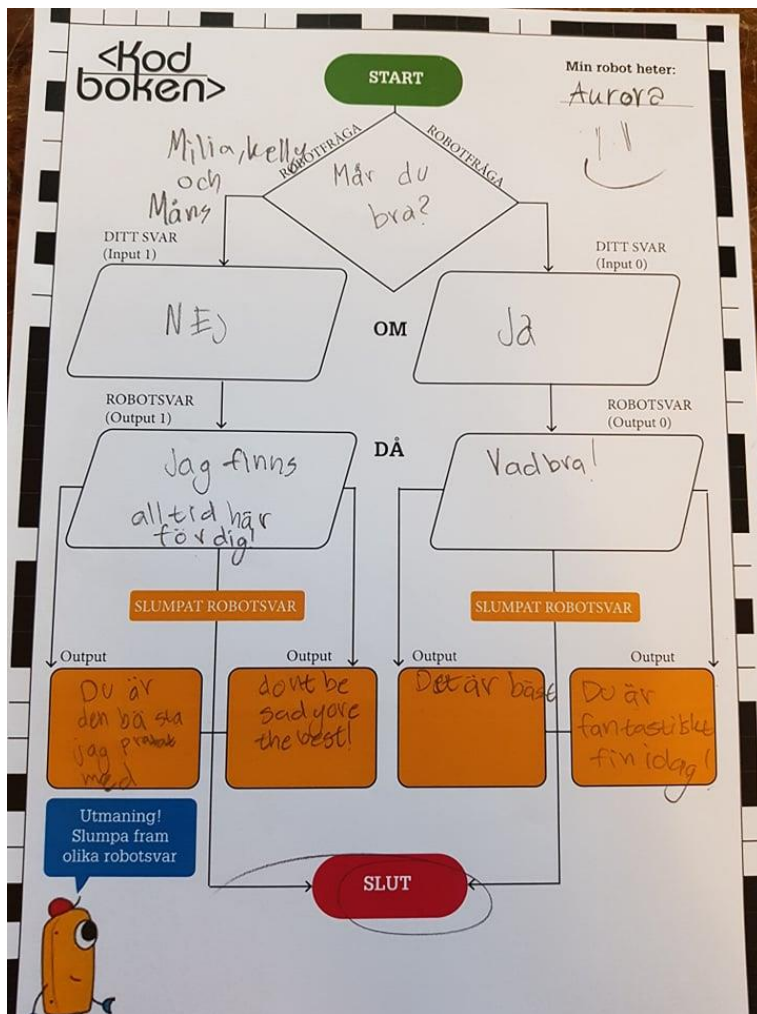 <Kod
boken>
START
Min robot heter:
Aurora
Milia, kelly
och
Måns
ROBOTFRÅGA
ROBOTFRÅGA
Mår du
bra?
DITT SVAR
(Input 1)
DITT SVAR
(Input 0)
NEj
OM
Ja
ROBOTSVAR
(Output 1)
ROBOTSVAR
(Output 0)
Jag finns
alltid här
för dig!
DÅ
Vad bra!
SLUMPAT ROBOTSVAR
SLUMPAT ROBOTSVAR
Output
Output
Output
Output
Du är
den bästa
jag pratat
med
dont be
sad yore
the best!
Det är bäst
Du är
fantastiskt
fin idag!
Utmaning!
Slumpa fram
olika robotsvar
SLUT